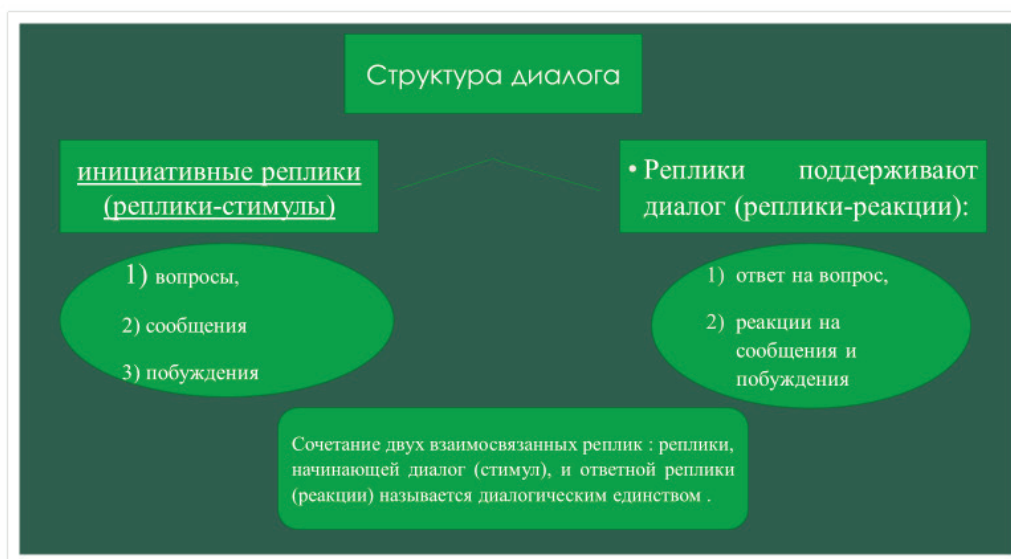 Структура диалога
инициативные реплики
(реплики-стимулы)
• Реплики поддерживают
диалог (реплики-реакции):
1) вопросы,
2) сообщения
3) побуждения
1) ответ на вопрос,
2) реакции на
сообщения и
побуждения
Сочетание двух взаимосвязанных реплик : реплики,
начинающей диалог (стимул), и ответной реплики
(реакции) называется диалогическим единством .